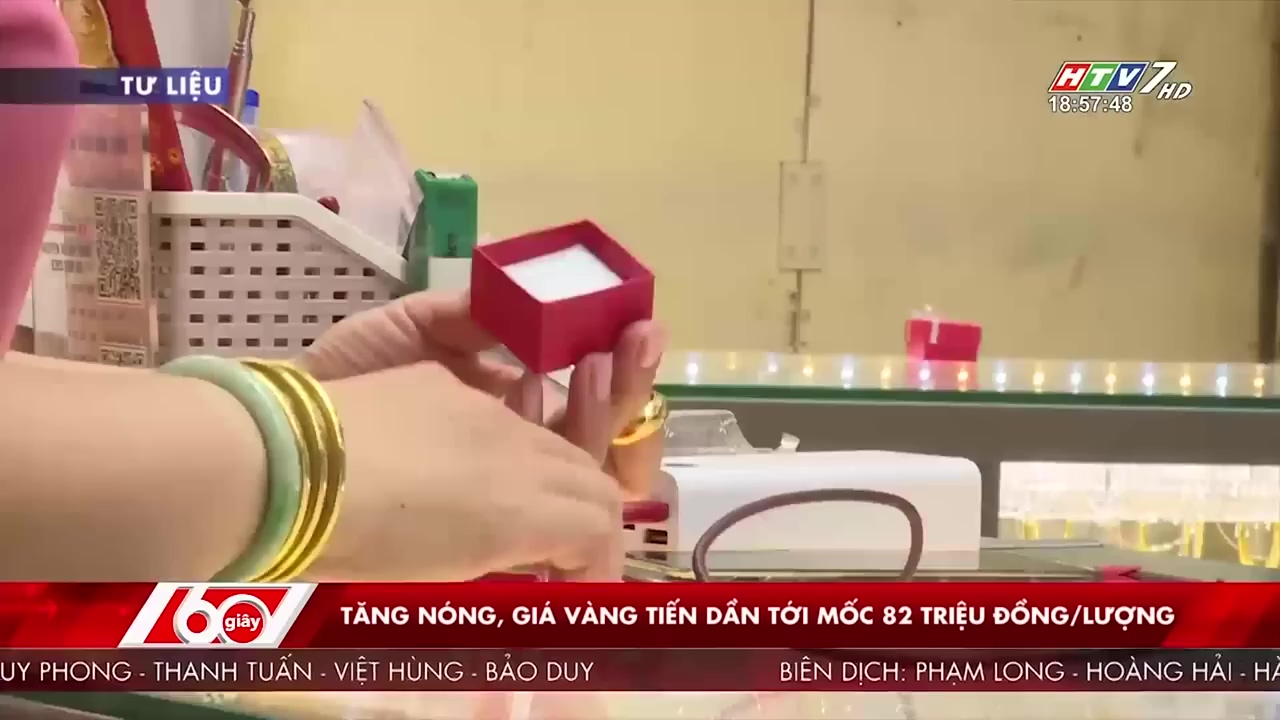 TƯ LIỆU
HTV7 HD
18:57:48
60 giây
TĂNG NÓNG, GIÁ VÀNG TIẾN DẦN TỚI MỐC 82 TRIỆU ĐỒNG/LƯỢNG
UY PHONG - THANH TUẤN - VIỆT HÙNG - BẢO DUY BIÊN DỊCH: PHẠM LONG - HOÀNG HẢI - HÀ